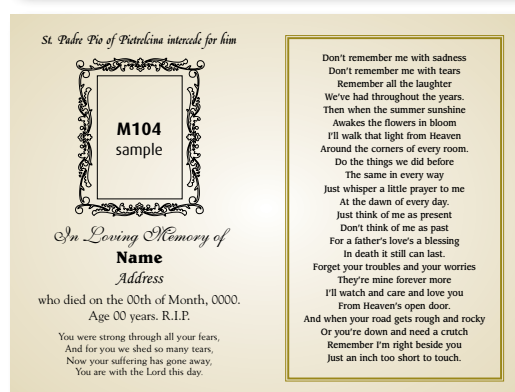 St. Padre Pio of Pietrelcina intercede for him
M104
sample
In Loving Memory of
Name
Address
who died on the 00th of Month, 0000.
Age 00 years. R.I.P.
You were strong through all your fears,
And for you we shed so many tears,
Now your suffering has gone away,
You are with the Lord this day.
Don't remember me with sadness
Don't remember me with tears
Remember all the laughter
We've had throughout the years.
Then when the summer sunshine
Awakes the flowers in bloom
I'll walk that light from Heaven
Around the corners of every room.
Do the things we did before
The same in every way
Just whisper a little prayer to me
At the dawn of every day.
Just think of me as present
Don't think of me as past
For a father's love's a blessing
In death it still can last.
Forget your troubles and your worries
They're mine forever more
I'll watch and care and love you
From Heaven's open door.
And when your road gets rough and rocky
Or you're down and need a crutch
Remember I'm right beside you
Just an inch too short to touch.